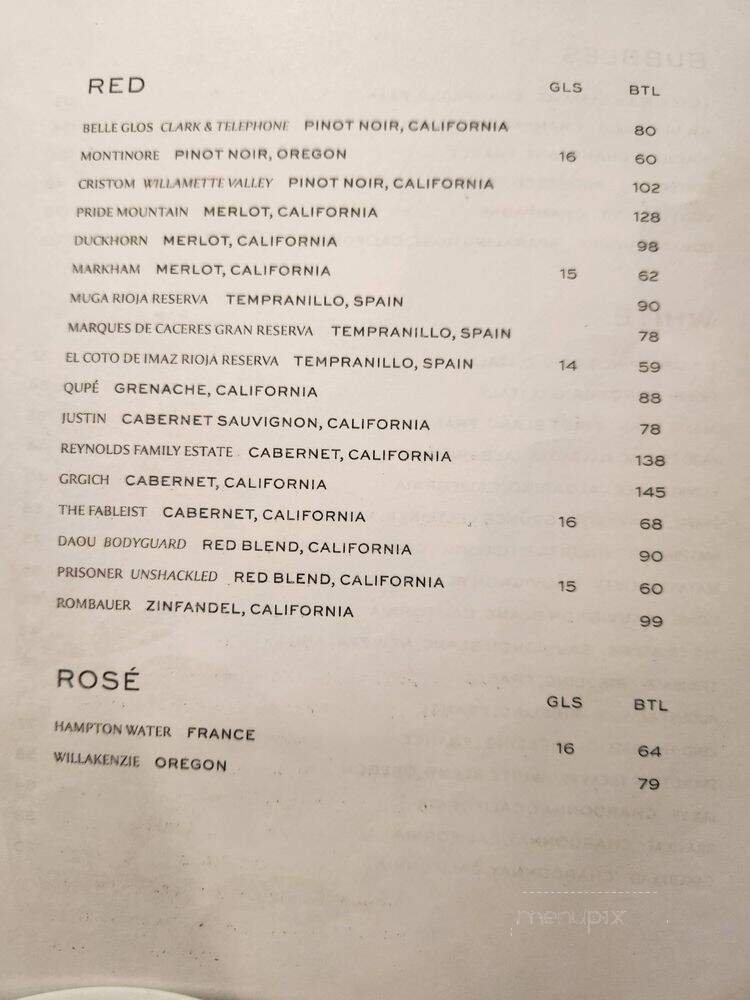 RED GLS BTL
BELLE GLOS CLARK & TELEPHONE PINOT NOIR, CALIFORNIA 80
MONTINORE PINOT NOIR, OREGON 16 60
CRISTOM WILLAMETTE VALLEY PINOT NOIR, CALIFORNIA 102
PRIDE MOUNTAIN MERLOT, CALIFORNIA 128
DUCKHORN MERLOT, CALIFORNIA 98
MARKHAM MERLOT, CALIFORNIA 15 62
MUGA RIOJA RESERVA TEMPRANILLO, SPAIN 90
MARQUES DE CACERES GRAN RESERVA TEMPRANILLO, SPAIN 78
EL COTO DE IMAZ RIOJA RESERVA TEMPRANILLO, SPAIN 14 59
QUPÉ GRENACHE, CALIFORNIA 88
JUSTIN CABERNET SAUVIGNON, CALIFORNIA 78
REYNOLDS FAMILY ESTATE CABERNET, CALIFORNIA 138
GRGICH CABERNET, CALIFORNIA 145
THE FABLEIST CABERNET, CALIFORNIA 16 68
DAOU BODYGUARD RED BLEND, CALIFORNIA 90
PRISONER UNSHACKLED RED BLEND, CALIFORNIA 15 60
ROMBAUER ZINFANDEL, CALIFORNIA 99
ROSÉ GLS BTL
HAMPTON WATER FRANCE 16 64
WILLAKENZIE OREGON 79
menupix